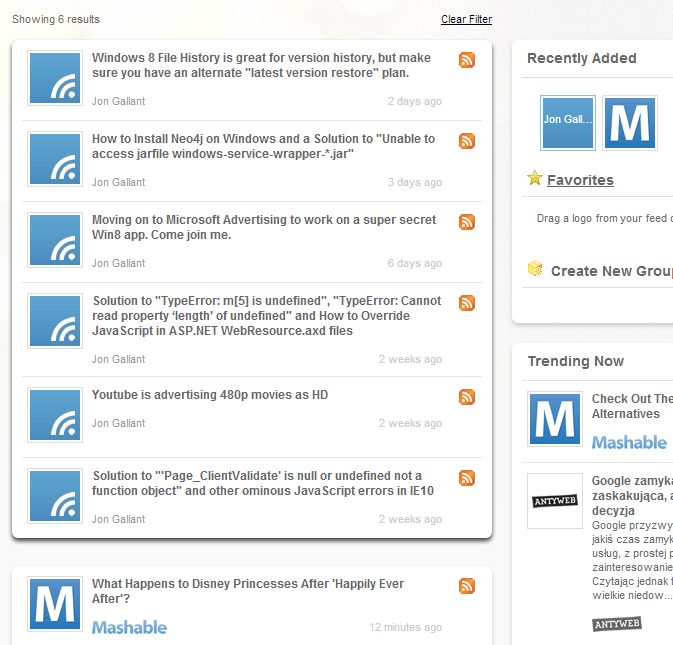 Showing 6 results
Clear Filter
Windows 8 File History is great for version history, but make
sure you have an alternate "latest version restore" plan.
Jon Gallant
2 days ago
How to Install Neo4j on Windows and a Solution to "Unable to
access jarfile windows-service-wrapper-*.jar"
Jon Gallant
3 days ago
Moving on to Microsoft Advertising to work on a super secret
Win8 app. Come join me.
Jon Gallant
6 days ago
Solution to "TypeError: m[5] is undefined", "TypeError: Cannot
read property ‘length’ of undefined" and How to Override
JavaScript in ASP.NET WebResource.axd files
Jon Gallant
2 weeks ago
Youtube is advertising 480p movies as HD
Jon Gallant
2 weeks ago
Solution to "'Page_ClientValidate' is null or undefined not a
function object" and other ominous JavaScript errors in IE10
Jon Gallant
2 weeks ago
M
What Happens to Disney Princesses After 'Happily Ever
After'?
Mashable
12 minutes ago
Recently Added
Jon Gall...
M
Favorites
Drag a logo from your feed
Create New Grou
Trending Now
M
Check Out The
Alternatives
Mashable
ANTYWEB
Google zamyka
zaskakująca, a
decyzja
Google przyzwy
jakiś czas zamyk
usług, z prostej p
zainteresowanie
Czytając jednak t
wielkie niedow...
ANTYWEB